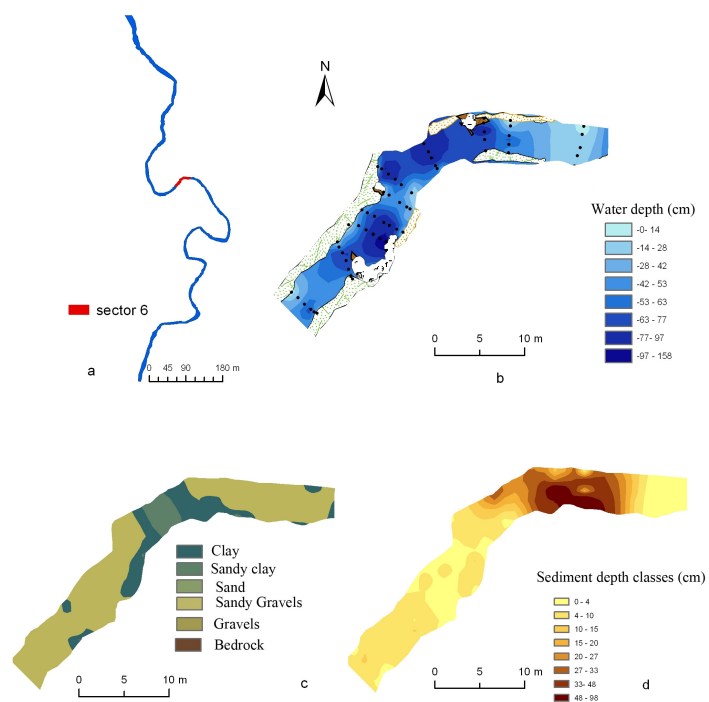 N
Water depth (cm)
-0- 14
-14 - 28
-28 - 42
-42 - 53
-53 - 63
-63 - 77
-77- 97
-97 - 158
0 5 10 m
b
sector 6
a
0 45 90 180 m
Clay
Sandy clay
Sand
Sandy Gravels
Gravels
Bedrock
0 5 10 m
c
Sediment depth classes (cm)
0 - 4
4 - 10
10 - 15
15 - 20
20 - 27
27 - 33
33- 48
48 - 98
0 5 10 m
d